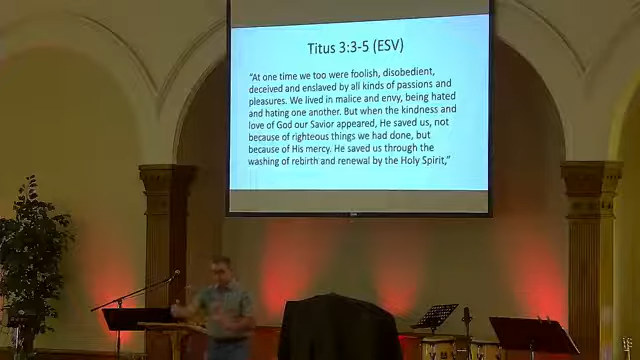 Titus 3:3-5 (ESV)
"At one time we too were foolish, disobedient,
deceived and enslaved by all kinds of passions and
pleasures. We lived in malice and envy, being hated
and hating one another. But when the kindness and
love of God our Savior appeared, He saved us, not
because of righteous things we had done, but
because of His mercy. He saved us through the
washing of rebirth and renewal by the Holy Spirit,"